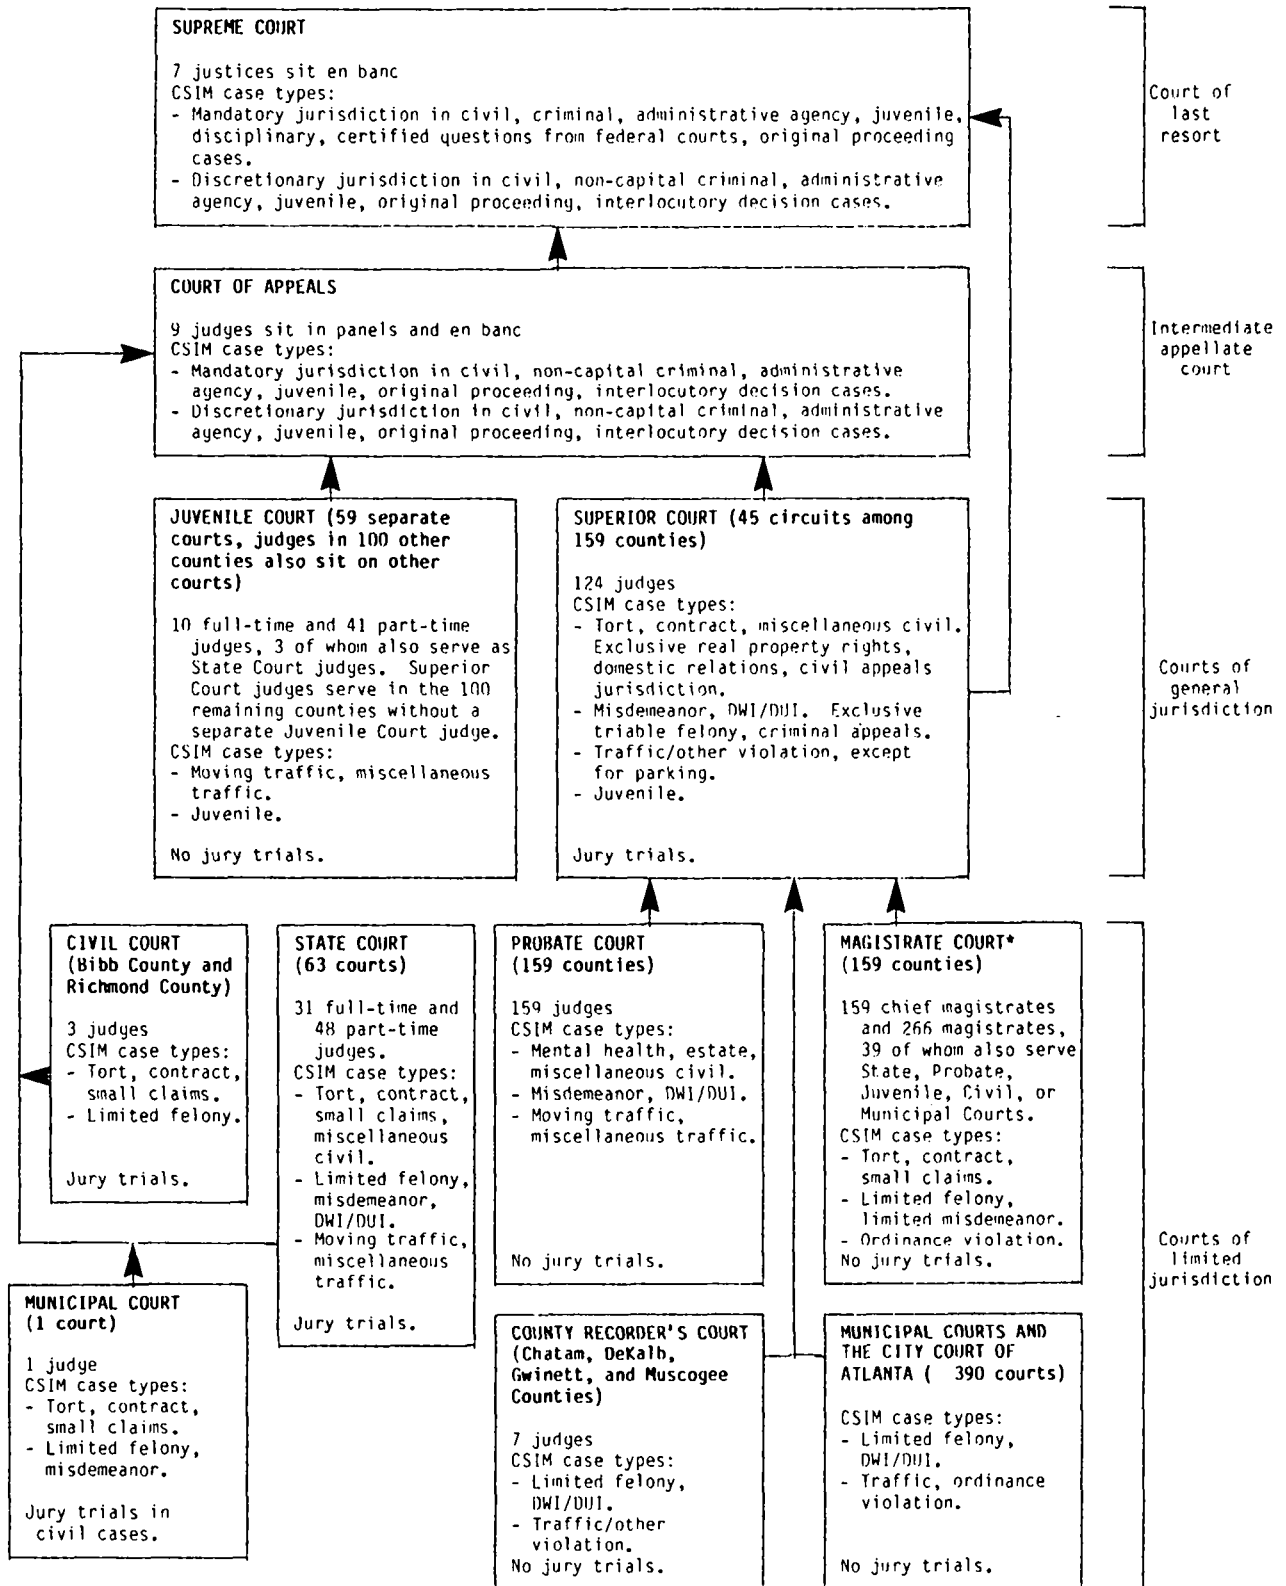 SUPREME COURT
7 justices sit en banc
CSIM case types:
- Mandatory jurisdiction in civil, criminal, administrative agency, juvenile,
disciplinary, certified questions from federal courts, original proceeding
cases.
- Discretionary jurisdiction in civil, non-capital criminal, administrative
agency, juvenile, original proceeding, interlocutory decision cases.
Court of
last
resort
COURT OF APPEALS
9 judges sit in panels and en banc
CSIM case types:
- Mandatory jurisdiction in civil, non-capital criminal, administrative
agency, juvenile, original proceeding, interlocutory decision cases.
- Discretionary jurisdiction in civil, non-capital criminal, administrative
agency, juvenile, original proceeding, interlocutory decision cases.
Intermediate
appellate
court
JUVENILE COURT (59 separate
courts, judges in 100 other
counties also sit on other
courts)
10 full-time and 41 part-time
judges, 3 of whom also serve as
State Court judges. Superior
Court judges serve in the 100
remaining counties without a
separate Juvenile Court judge.
CSIM case types:
- Moving traffic, miscellaneous
traffic.
- Juvenile.
No jury trials.
SUPERIOR COURT (45 circuits among
159 counties)
124 judges
CSIM case types:
- Tort, contract, miscellaneous civil.
Exclusive real property rights,
domestic relations, civil appeals
jurisdiction.
- Misdemeanor, DWI/DUI. Exclusive
triable felony, criminal appeals.
- Traffic/other violation, except
for parking.
- Juvenile.
Jury trials.
Courts of
general
jurisdiction
CIVIL COURT
(Bibb County and
Richmond County)
3 judges
CSIM case types:
- Tort, contract,
small claims.
- Limited felony.
Jury trials.
STATE COURT
(63 courts)
31 full-time and
48 part-time
judges.
CSIM case types:
- Tort, contract,
small claims,
miscellaneous
civil.
- Limited felony,
misdemeanor,
DWI/DUI.
- Moving traffic,
miscellaneous
traffic.
Jury trials.
PROBATE COURT
(159 counties)
159 judges
CSIM case types:
- Mental health, estate,
miscellaneous civil.
- Misdemeanor, DWI/DUI.
- Moving traffic,
miscellaneous traffic.
No jury trials.
MAGISTRATE COURT*
(159 counties)
159 chief magistrates
and 266 magistrates,
39 of whom also serve
State, Probate,
Juvenile, Civil, or
Municipal Courts.
CSIM case types:
- Tort, contract,
small claims.
- Limited felony,
limited misdemeanor.
- Ordinance violation.
No jury trials.
Courts of
limited
jurisdiction
MUNICIPAL COURT
(1 court)
1 judge
CSIM case types:
- Tort, contract,
small claims.
- Limited felony,
misdemeanor.
Jury trials in
civil cases.
COUNTY RECORDER'S COURT
(Chatam, DeKalb,
Gwinett, and Muscogee
Counties)
7 judges
CSIM case types:
- Limited felony,
DWI/DUI.
- Traffic/other
violation.
No jury trials.
MUNICIPAL COURTS AND
THE CITY COURT OF
ATLANTA ( 390 courts)
CSIM case types:
- Limited felony,
DWI/DUI.
- Traffic, ordinance
violation.
No jury trials.